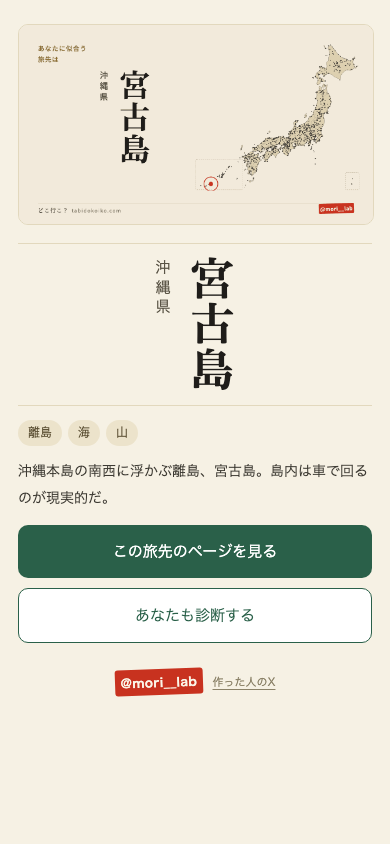 あなたに似合う
旅先は
宮古島
沖縄県
どこ行こ？ tabidokoiko.com
@mori__lab
宮古島
沖縄県
離島
海
山
沖縄本島の南西に浮かぶ離島、宮古島。島内は車で回る
のが現実的だ。
この旅先のページを見る
あなたも診断する
@mori__lab
作った人のX